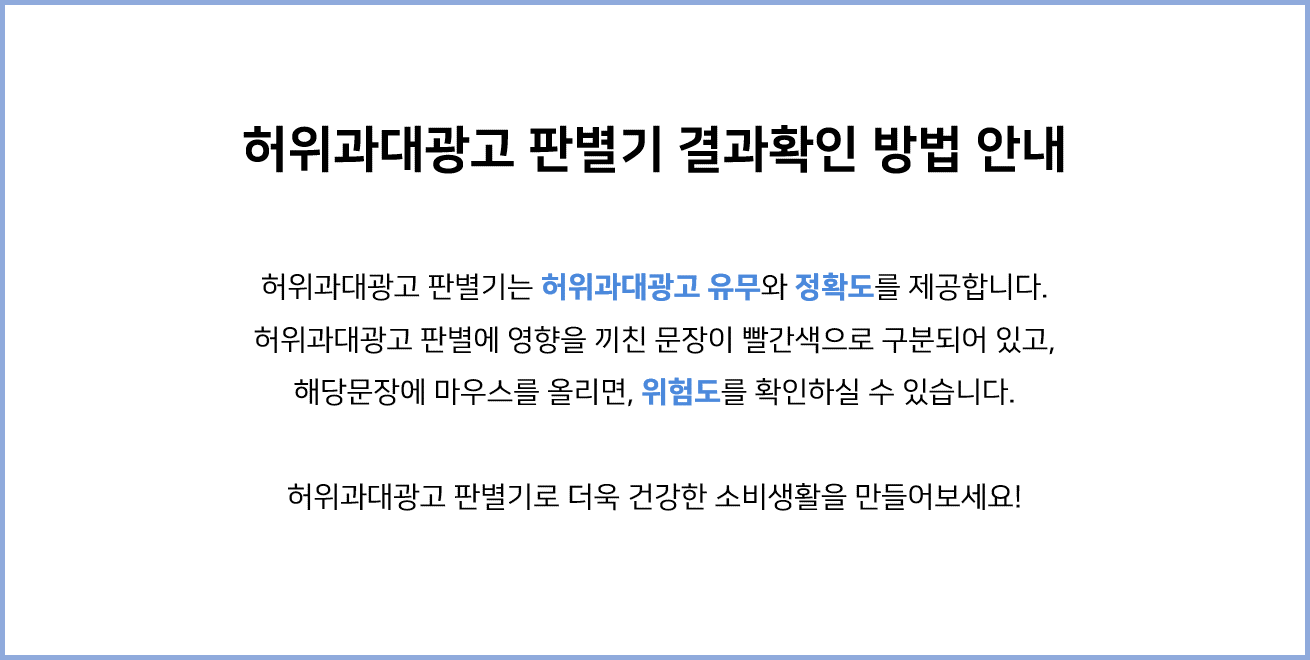 허위과대광고 판별기 결과확인 방법 안내
허위과대광고 판별기는 허위과대광고 유무와 정확도를 제공합니다.
허위과대광고 판별에 영향을 끼친 문장이 빨간색으로 구분되어 있고,
해당문장에 마우스를 올리면, 위험도를 확인하실 수 있습니다.
허위과대광고 판별기로 더욱 건강한 소비생활을 만들어보세요!